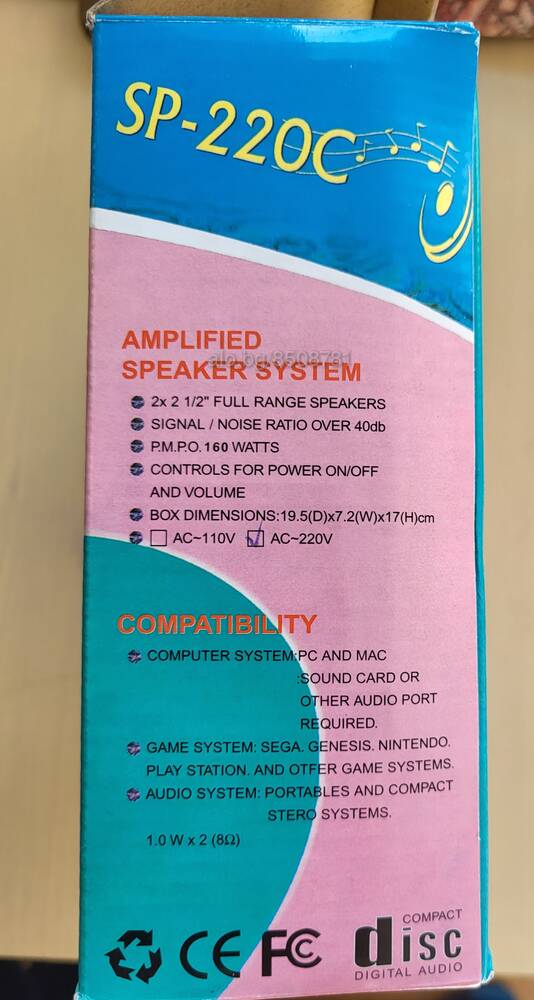 SP-220C
AMPLIFIED
alo.bg/8508781
SPEAKER SYSTEM
2x 2 1/2" FULL RANGE SPEAKERS
SIGNAL / NOISE RATIO OVER 40db
P.M.P.O. 160 WATTS
CONTROLS FOR POWER ON/OFF
AND VOLUME
BOX DIMENSIONS:19.5(D)x7.2(W)x17(H)cm
AC~110V AC~220V
COMPATIBILITY
COMPUTER SYSTEM:PC AND MAC
:SOUND CARD OR
OTHER AUDIO PORT
REQUIRED.
GAME SYSTEM: SEGA. GENESIS. NINTENDO.
PLAY STATION. AND OTFER GAME SYSTEMS.
AUDIO SYSTEM: PORTABLES AND COMPACT
STERO SYSTEMS.
1.0 W x 2 (8Ω)
CE FC
COMPACT
disc
DIGITAL AUDIO